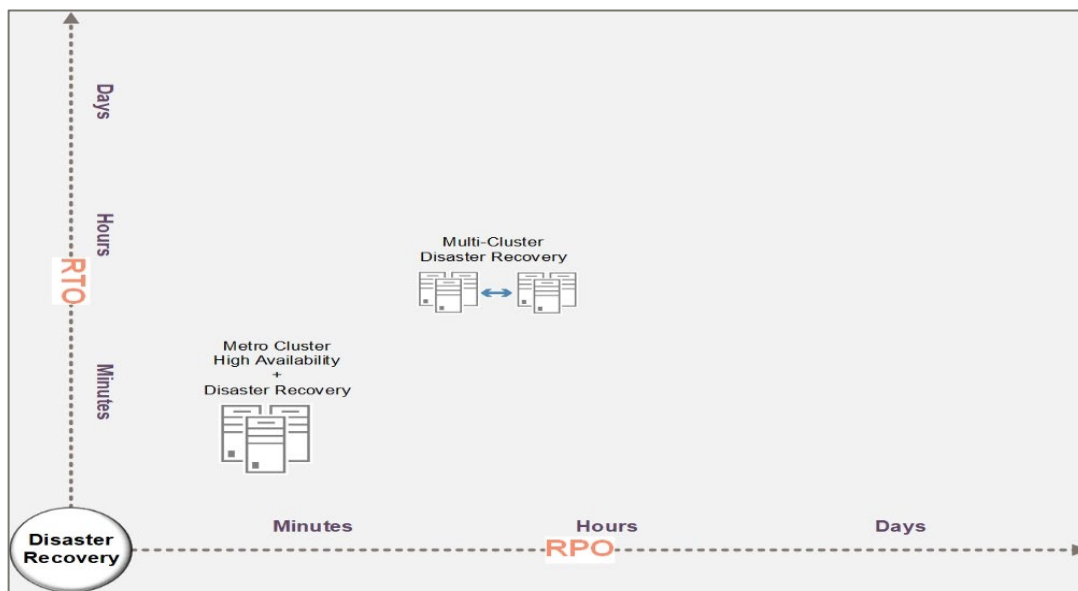 Days
Hours
RTO
Minutes
Multi-Cluster
Disaster Recovery
Metro Cluster
High Availability
+
Disaster Recovery
Disaster
Recovery
Minutes
Hours
Days
RPO